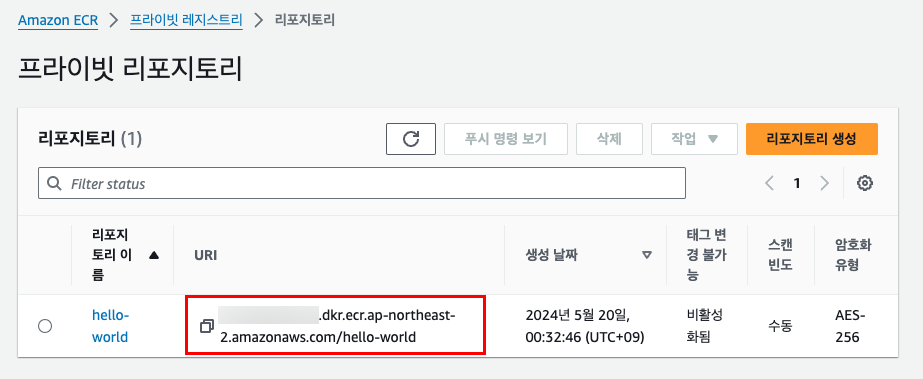 Amazon ECR > 프라이빗 레지스트리 > 리포지토리
프라이빗 리포지토리
리포지토리 (1)
푸시 명령 보기
삭제
작업
리포지토리 생성
Filter status
1
리포지
토리 이
름
URI
생성 날짜
태그 변
경 불가
능
스캔
빈도
암호화
유형
hello-
world
.dkr.ecr.ap-northeast-
2.amazonaws.com/hello-world
2024년 5월 20일,
00:32:46 (UTC+09)
비활성
화됨
수동
AES-
256